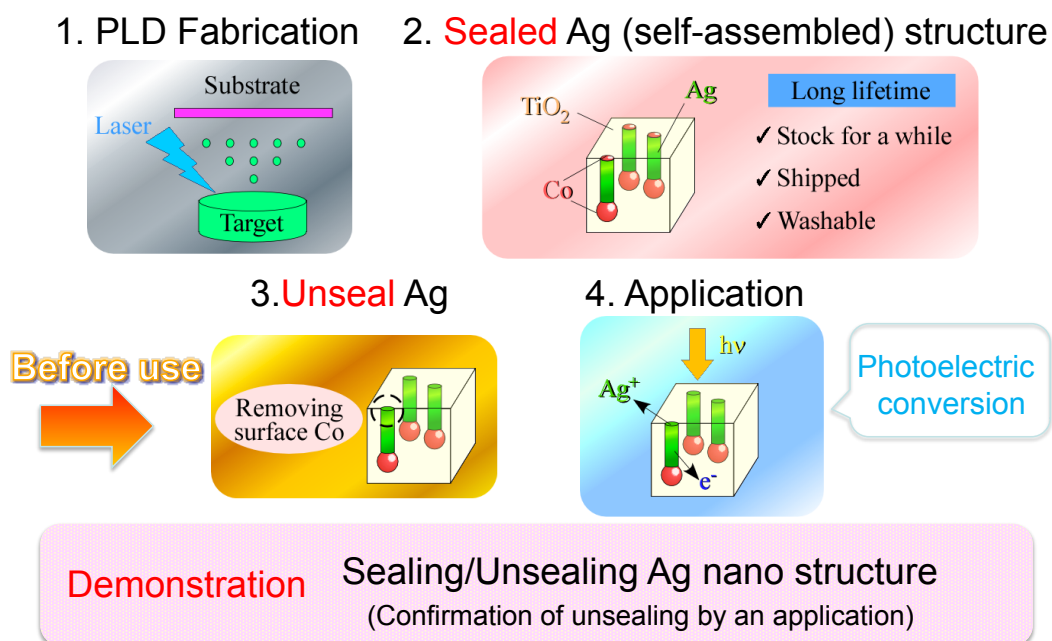 1. PLD Fabrication
Substrate
Laser
Target
2. Sealed Ag (self-assembled) structure
TiO₂
Ag
Co
Long lifetime
✓ Stock for a while
✓ Shipped
✓ Washable
Before use
3.Unseal Ag
Removing
surface Co
4. Application
hν
Ag⁺
e⁻
Photoelectric
conversion
Demonstration Sealing/Unsealing Ag nano structure
(Confirmation of unsealing by an application)